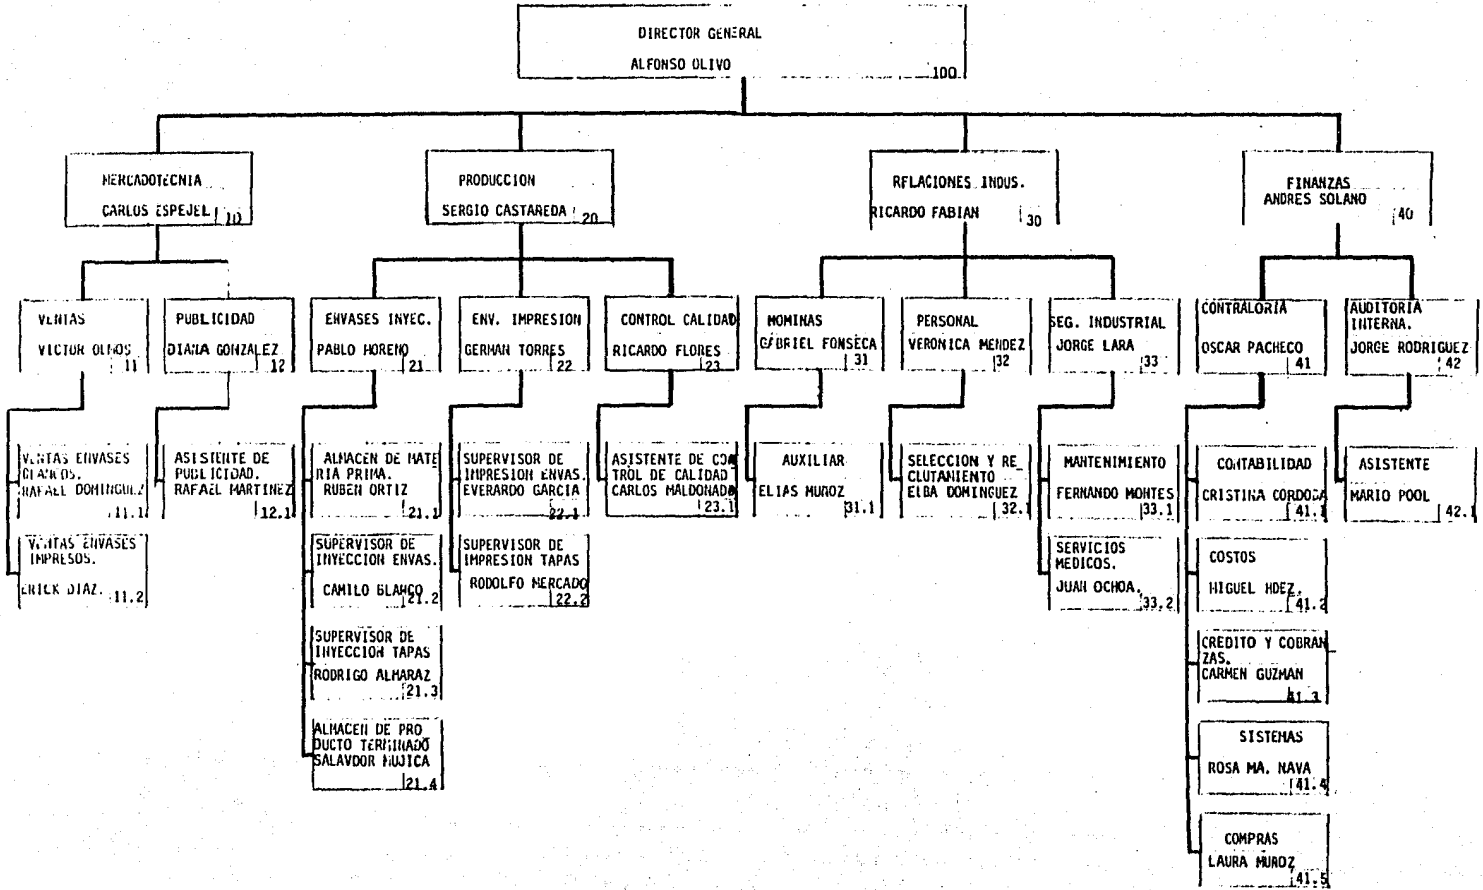 DIRECTOR GENERAL
ALFONSO OLIVO
100
MERCADOTECNIA
CARLOS ESPEJEL
10
PRODUCCION
SERGIO CASTAÑEDA
20
RELACIONES INDUS.
RICARDO FABIAN
30
FINANZAS
ANDRES SOLANO
40
VENTAS
VICTOR OLMOS
11
PUBLICIDAD
DIANA GONZALEZ
12
ENVASES INYEC.
PABLO MORENO
21
ENV. IMPRESION
GERMAN TORRES
22
CONTROL CALIDAD
RICARDO FLORES
23
NOMINAS
GABRIEL FONSECA
31
PERSONAL
VERONICA MENDEZ
32
SEG. INDUSTRIAL
JORGE LARA
33
CONTRALORIA
OSCAR PACHECO
41
AUDITORIA
INTERNA.
JORGE RODRIGUEZ
42
VENTAS ENVASES
BLANCOS.
RAFAEL DOMINGUEZ
11.1
ASISTENTE DE
PUBLICIDAD.
RAFAEL MARTINEZ
12.1
ALMACEN DE MATE
RIA PRIMA.
RUBEN ORTIZ
21.1
SUPERVISOR DE
IMPRESION ENVAS.
EVERARDO GARCIA
22.1
ASISTENTE DE CON
TROL DE CALIDAD
CARLOS MALDONADO
23.1
AUXILIAR
ELIAS MUÑOZ
31.1
SELECCION Y RE_
CLUTAMIENTO
ELBA DOMINGUEZ
32.1
MANTENIMIENTO
FERNANDO MONTES
33.1
CONTABILIDAD
CRISTINA CORDOBA
41.1
ASISTENTE
MARIO POOL
42.1
VENTAS ENVASES
IMPRESOS.
ERICK DIAZ.
11.2
SUPERVISOR DE
INYECCION ENVAS.
CAMILO BLANCO
21.2
SUPERVISOR DE
IMPRESION TAPAS
RODOLFO MERCADO
22.2
SERVICIOS
MEDICOS.
JUAN OCHOA.
33.2
COSTOS
MIGUEL HDEZ.
41.2
SUPERVISOR DE
INYECCION TAPAS
RODRIGO ALMARAZ
21.3
CREDITO Y COBRAN_
ZAS.
CARMEN GUZMAN
41.3
ALMACEN DE PRO
DUCTO TERMINADO
SALAVDOR MUJICA
21.4
SISTEMAS
ROSA MA. NAVA
41.4
COMPRAS
LAURA MUÑOZ
41.5